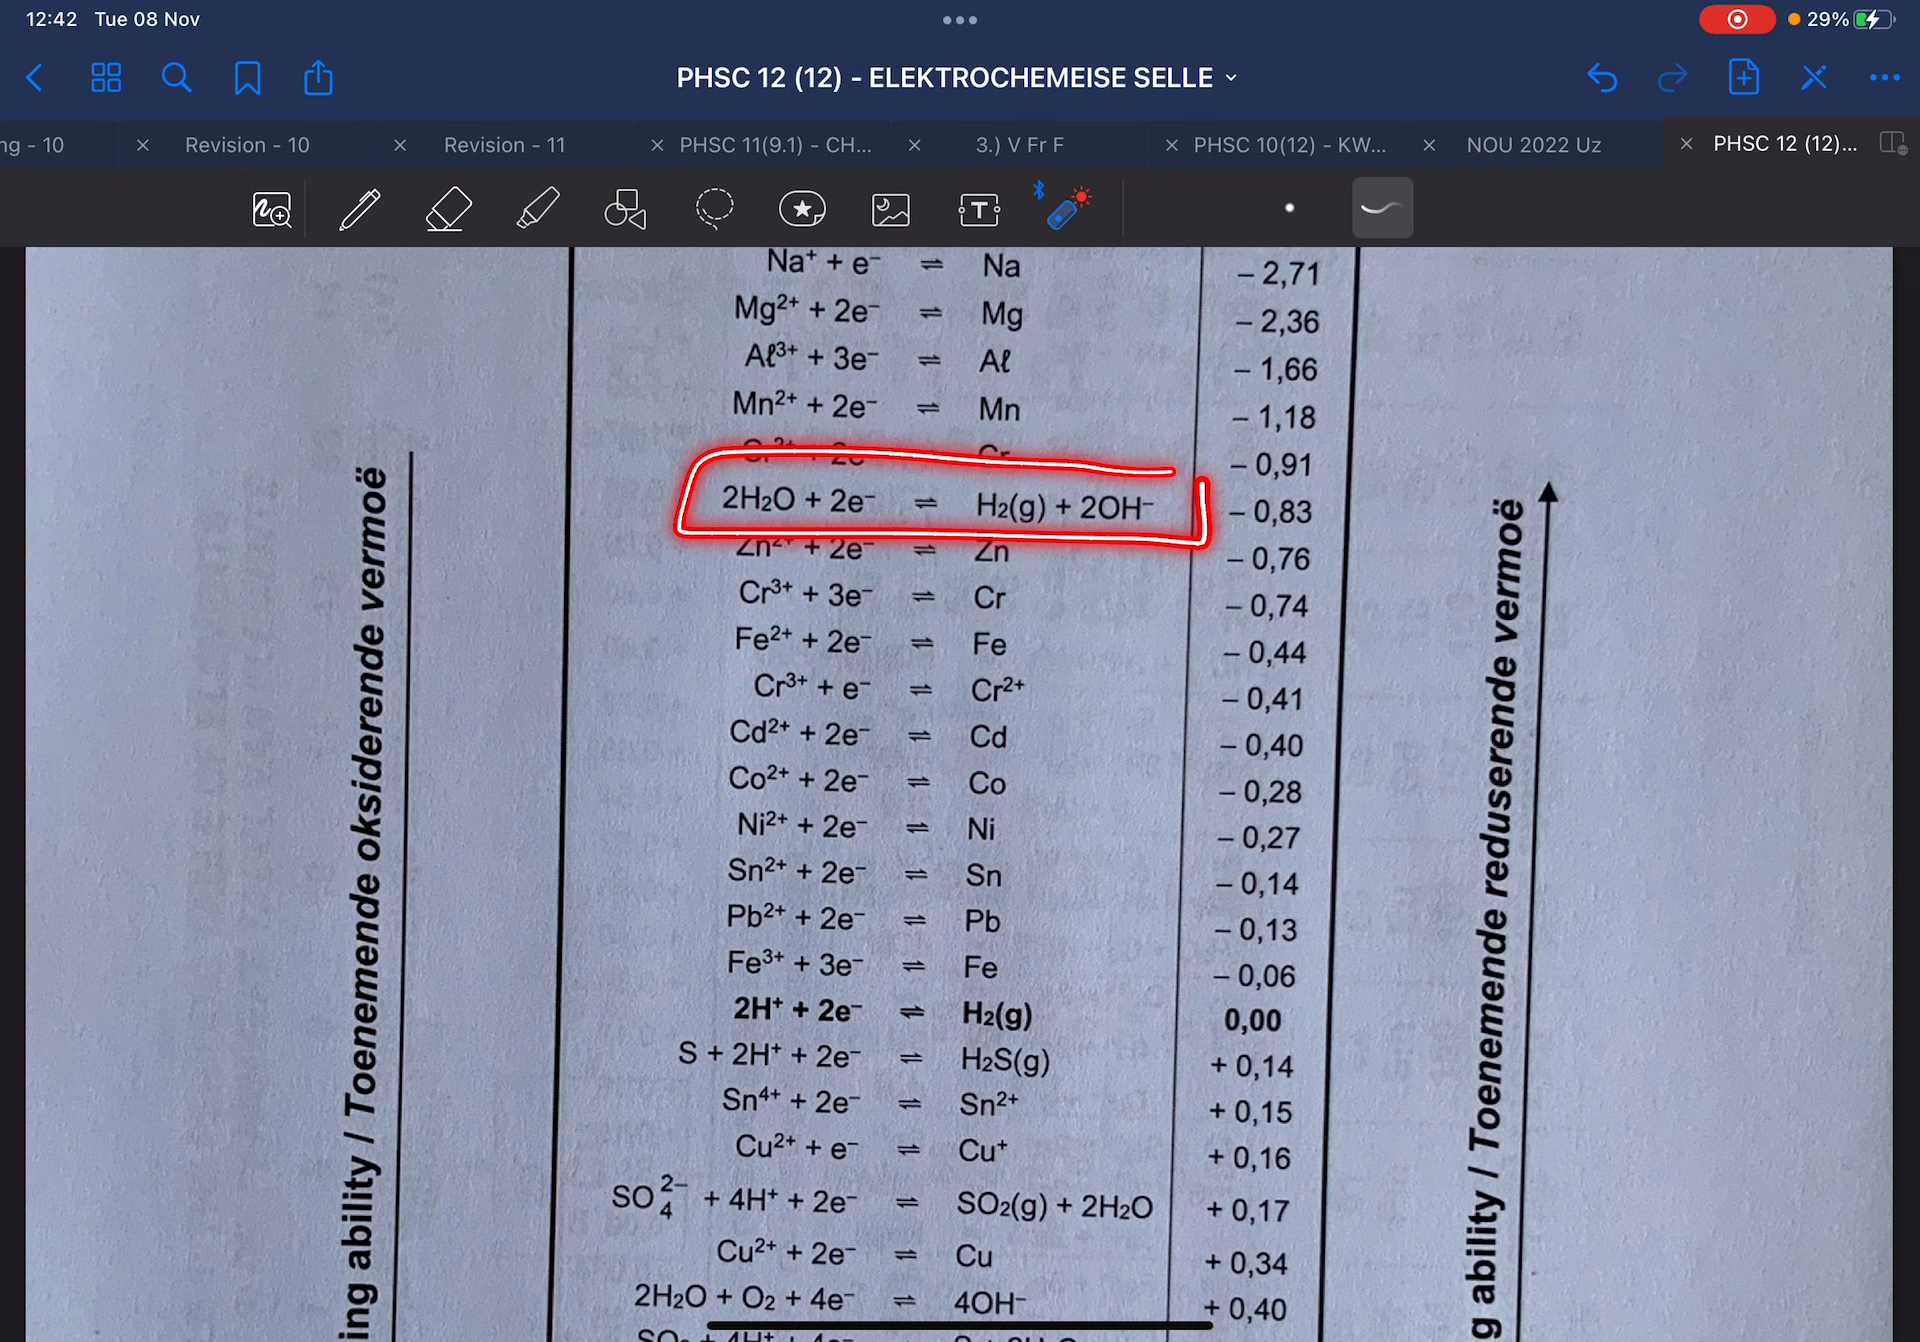 12:42 Tue 08 Nov
29%
PHSC 12 (12) - ELEKTROCHEMEISE SELLE
ng - 10
Revision - 10
Revision - 11
PHSC 11(9.1) - CH...
3.) V Fr F
PHSC 10(12) - KW...
NOU 2022 Uz
PHSC 12 (12)...
Na⁺ + e⁻ ⇌ Na – 2,71
Mg²⁺ + 2e⁻ ⇌ Mg – 2,36
Aℓ³⁺ + 3e⁻ ⇌ Aℓ – 1,66
Mn²⁺ + 2e⁻ ⇌ Mn – 1,18
Cr²⁺ + 2e⁻ Cr – 0,91
2H₂O + 2e⁻ ⇌ H₂(g) + 2OH⁻ – 0,83
Zn²⁺ + 2e⁻ ⇌ Zn – 0,76
Cr³⁺ + 3e⁻ ⇌ Cr – 0,74
Fe²⁺ + 2e⁻ ⇌ Fe – 0,44
Cr³⁺ + e⁻ ⇌ Cr²⁺ – 0,41
Cd²⁺ + 2e⁻ ⇌ Cd – 0,40
Co²⁺ + 2e⁻ ⇌ Co – 0,28
Ni²⁺ + 2e⁻ ⇌ Ni – 0,27
Sn²⁺ + 2e⁻ ⇌ Sn – 0,14
Pb²⁺ + 2e⁻ ⇌ Pb – 0,13
Fe³⁺ + 3e⁻ ⇌ Fe – 0,06
2H⁺ + 2e⁻ ⇌ H₂(g) 0,00
S + 2H⁺ + 2e⁻ ⇌ H₂S(g) + 0,14
Sn⁴⁺ + 2e⁻ ⇌ Sn²⁺ + 0,15
Cu²⁺ + e⁻ ⇌ Cu⁺ + 0,16
SO₄²⁻ + 4H⁺ + 2e⁻ ⇌ SO₂(g) + 2H₂O + 0,17
Cu²⁺ + 2e⁻ ⇌ Cu + 0,34
2H₂O + O₂ + 4e⁻ ⇌ 4OH⁻ + 0,40
ing ability / Toenemende oksiderende vermoë
g ability / Toenemende reduserende vermoë